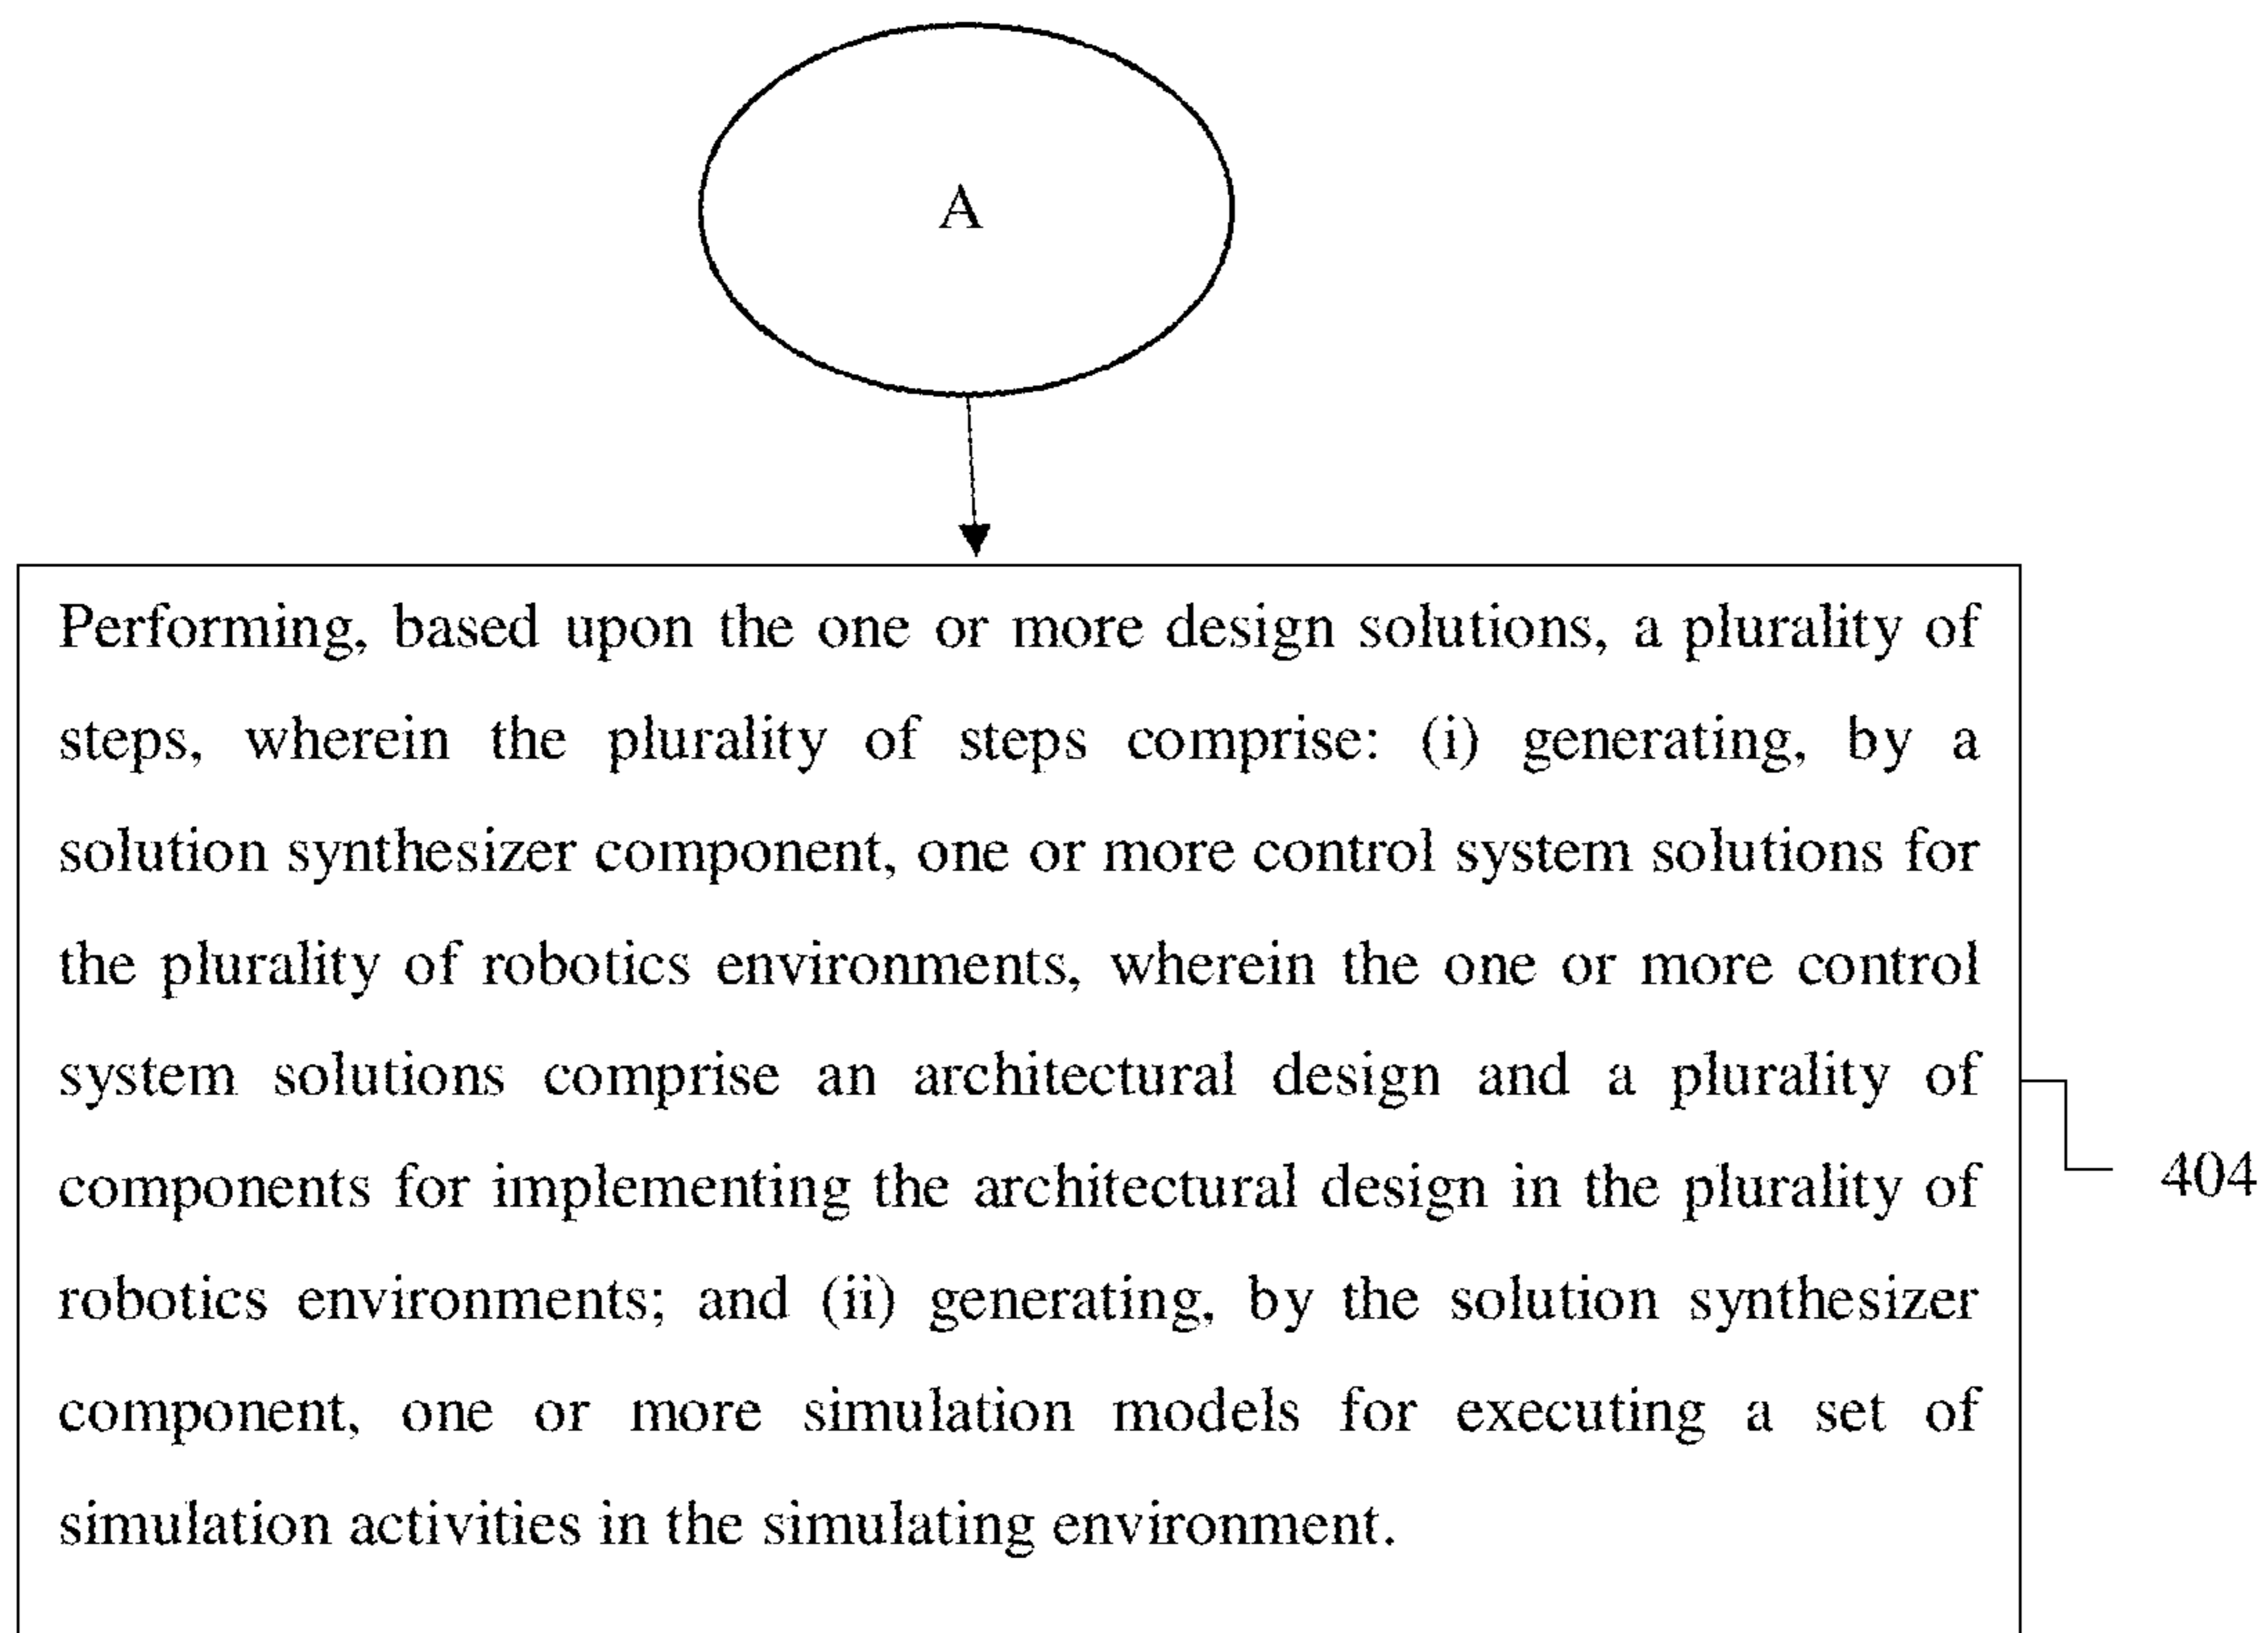 A
Performing, based upon the one or more design solutions, a plurality of
steps, wherein the plurality of steps comprise: (i) generating, by a
solution synthesizer component, one or more control system solutions for
the plurality of robotics environments, wherein the one or more control
system solutions comprise an architectural design and a plurality of
components for implementing the architectural design in the plurality of
robotics environments; and (ii) generating, by the solution synthesizer
component, one or more simulation models for executing a set of
simulation activities in the simulating environment.
404